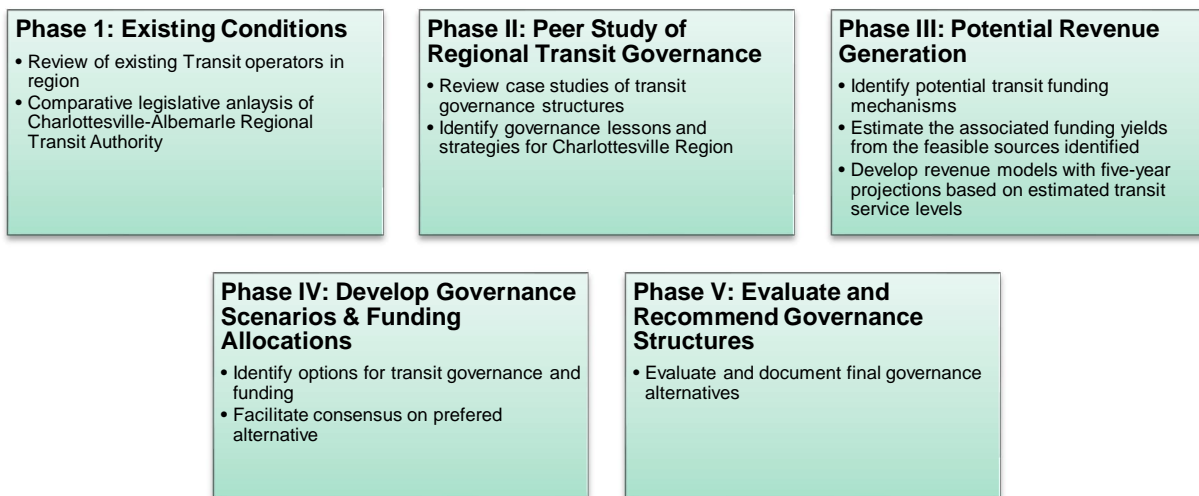 Phase 1: Existing Conditions
• Review of existing Transit operators in
region
• Comparative legislative anlaysis of
Charlottesville-Albemarle Regional
Transit Authority
Phase II: Peer Study of
Regional Transit Governance
• Review case studies of transit
governance structures
• Identify governance lessons and
strategies for Charlottesville Region
Phase III: Potential Revenue
Generation
• Identify potential transit funding
mechanisms
• Estimate the associated funding yields
from the feasible sources identified
• Develop revenue models with five-year
projections based on estimated transit
service levels
Phase IV: Develop Governance
Scenarios & Funding
Allocations
• Identify options for transit governance and
funding
• Facilitate consensus on prefered
alternative
Phase V: Evaluate and
Recommend Governance
Structures
• Evaluate and document final governance
alternatives